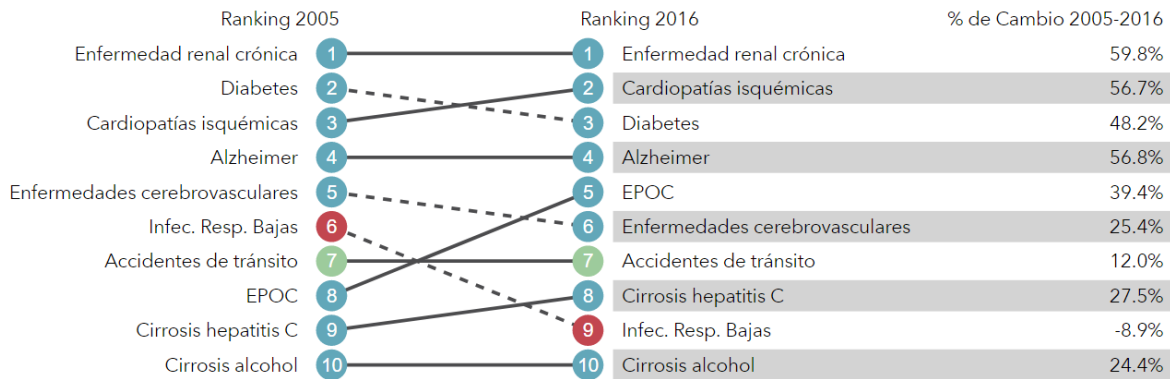 Ranking 2005 Ranking 2016 % de Cambio 2005-2016
Enfermedad renal crónica 1 1 Enfermedad renal crónica 59.8%
Diabetes 2 2 Cardiopatías isquémicas 56.7%
Cardiopatías isquémicas 3 3 Diabetes 48.2%
Alzheimer 4 4 Alzheimer 56.8%
Enfermedades cerebrovasculares 5 5 EPOC 39.4%
Infec. Resp. Bajas 6 6 Enfermedades cerebrovasculares 25.4%
Accidentes de tránsito 7 7 Accidentes de tránsito 12.0%
EPOC 8 8 Cirrosis hepatitis C 27.5%
Cirrosis hepatitis C 9 9 Infec. Resp. Bajas -8.9%
Cirrosis alcohol 10 10 Cirrosis alcohol 24.4%